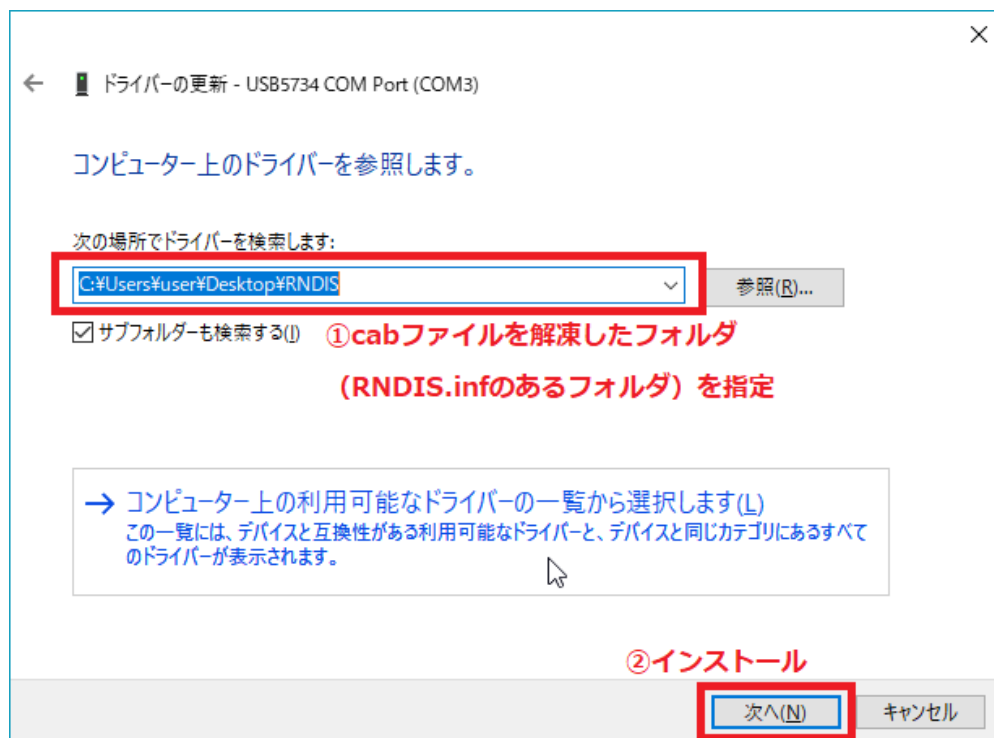 ドライバーの更新 - USB5734 COM Port (COM3)
コンピューター上のドライバーを参照します。
次の場所でドライバーを検索します:
C:¥Users¥user¥Desktop¥RNDIS
参照(R)...
サブフォルダーも検索する(I)
①cabファイルを解凍したフォルダ
（RNDIS.infのあるフォルダ）を指定
コンピューター上の利用可能なドライバーの一覧から選択します(L)
この一覧には、デバイスと互換性がある利用可能なドライバーと、デバイスと同じカテゴリにあるすべて
のドライバーが表示されます。
②インストール
次へ(N)
キャンセル